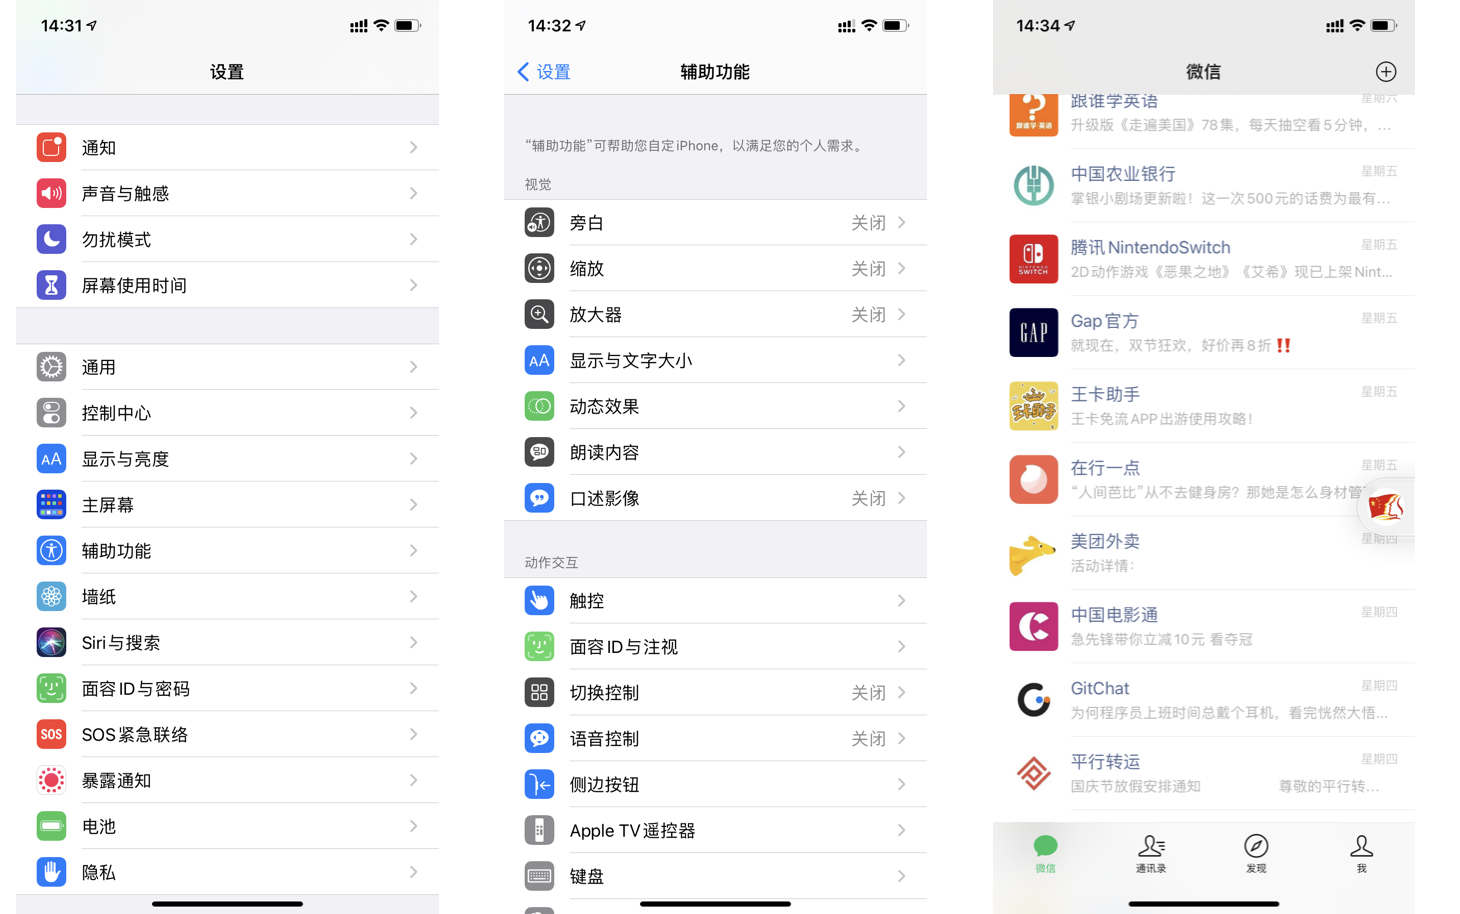 14:31
设置
通知
声音与触感
勿扰模式
屏幕使用时间
通用
控制中心
AA
显示与亮度
主屏幕
辅助功能
墙纸
Siri与搜索
面容ID与密码
SOS
SOS紧急联络
暴露通知
电池
隐私
14:32
设置
辅助功能
“辅助功能”可帮助您自定iPhone，以满足您的个人需求。
视觉
旁白 关闭
缩放 关闭
放大器 关闭
AA
显示与文字大小
动态效果
朗读内容
口述影像 关闭
动作交互
触控
面容ID与注视
切换控制 关闭
语音控制 关闭
侧边按钮
Apple TV遥控器
键盘
14:34
微信
跟谁学英语 星期六
跟谁学·英语
升级版《走遍美国》78集，每天抽空看5分钟，...
中国农业银行 星期五
掌银小剧场更新啦！这一次500元的话费为最有...
腾讯NintendoSwitch 星期五
NINTENDO
SWITCH
2D动作游戏《恶果之地》《艾希》现已上架Nint...
Gap官方 星期五
GAP
就现在，双节狂欢，好价再8折‼️
王卡助手 星期五
王卡助手
王卡免流APP出游使用攻略！
在行一点 星期五
“人间芭比”从不去健身房？那她是怎么身材管
美团外卖 星期四
活动详情：
中国电影通 星期四
急先锋带你立减10元 看夺冠
GitChat 星期四
为何程序员上班时间总戴个耳机，看完恍然大悟...
平行转运 星期四
国庆节放假安排通知 尊敬的平行转...
微信 通讯录 发现 我